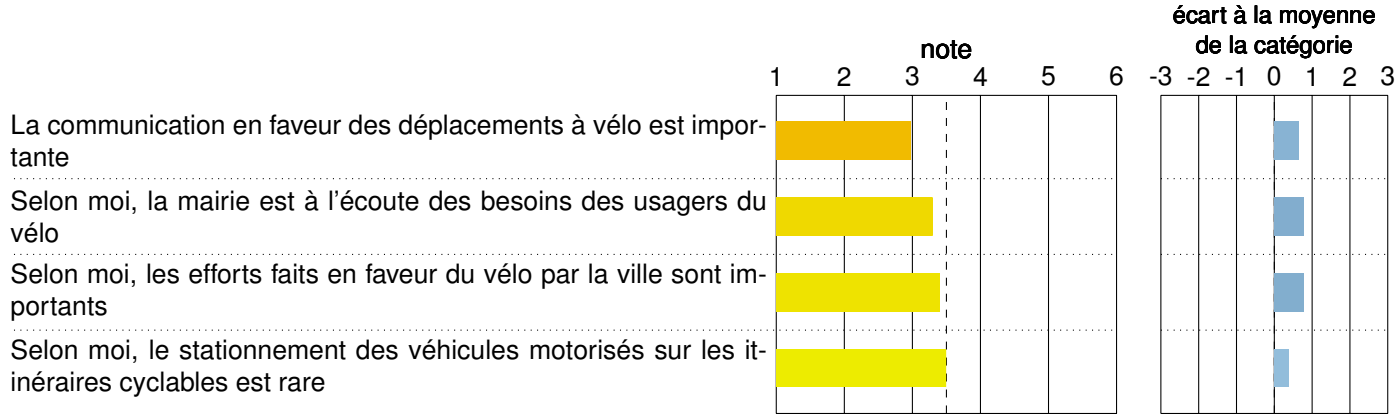 écart à la moyenne
de la catégorie
note
1 2 3 4 5 6
-3 -2 -1 0 1 2 3
La communication en faveur des déplacements à vélo est impor-
tante
Selon moi, la mairie est à l'écoute des besoins des usagers du
vélo
Selon moi, les efforts faits en faveur du vélo par la ville sont im-
portants
Selon moi, le stationnement des véhicules motorisés sur les it-
inéraires cyclables est rare